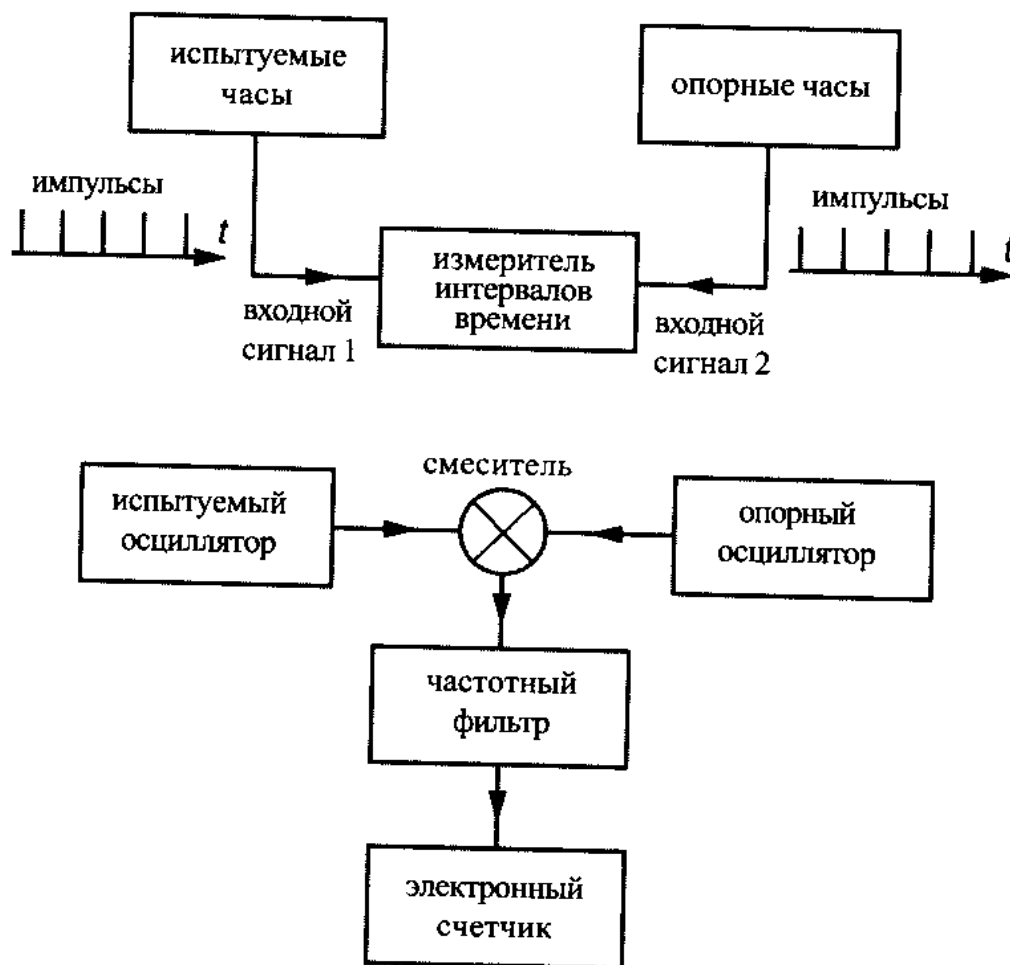 испытуемые
часы
опорные часы
импульсы
t
импульсы
t
измеритель
интервалов
времени
входной
сигнал 1
входной
сигнал 2
смеситель
испытуемый
осциллятор
опорный
осциллятор
частотный
фильтр
электронный
счетчик